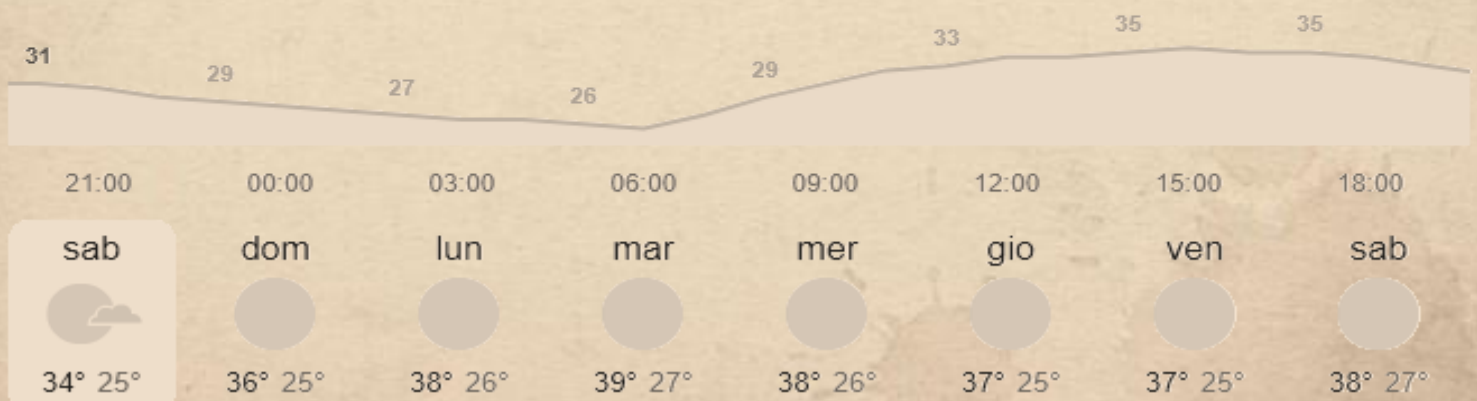 31 29 27 26 29 33 35 35
21:00 00:00 03:00 06:00 09:00 12:00 15:00 18:00
sab dom lun mar mer gio ven sab
34° 25° 36° 25° 38° 26° 39° 27° 38° 26° 37° 25° 37° 25° 38° 27°